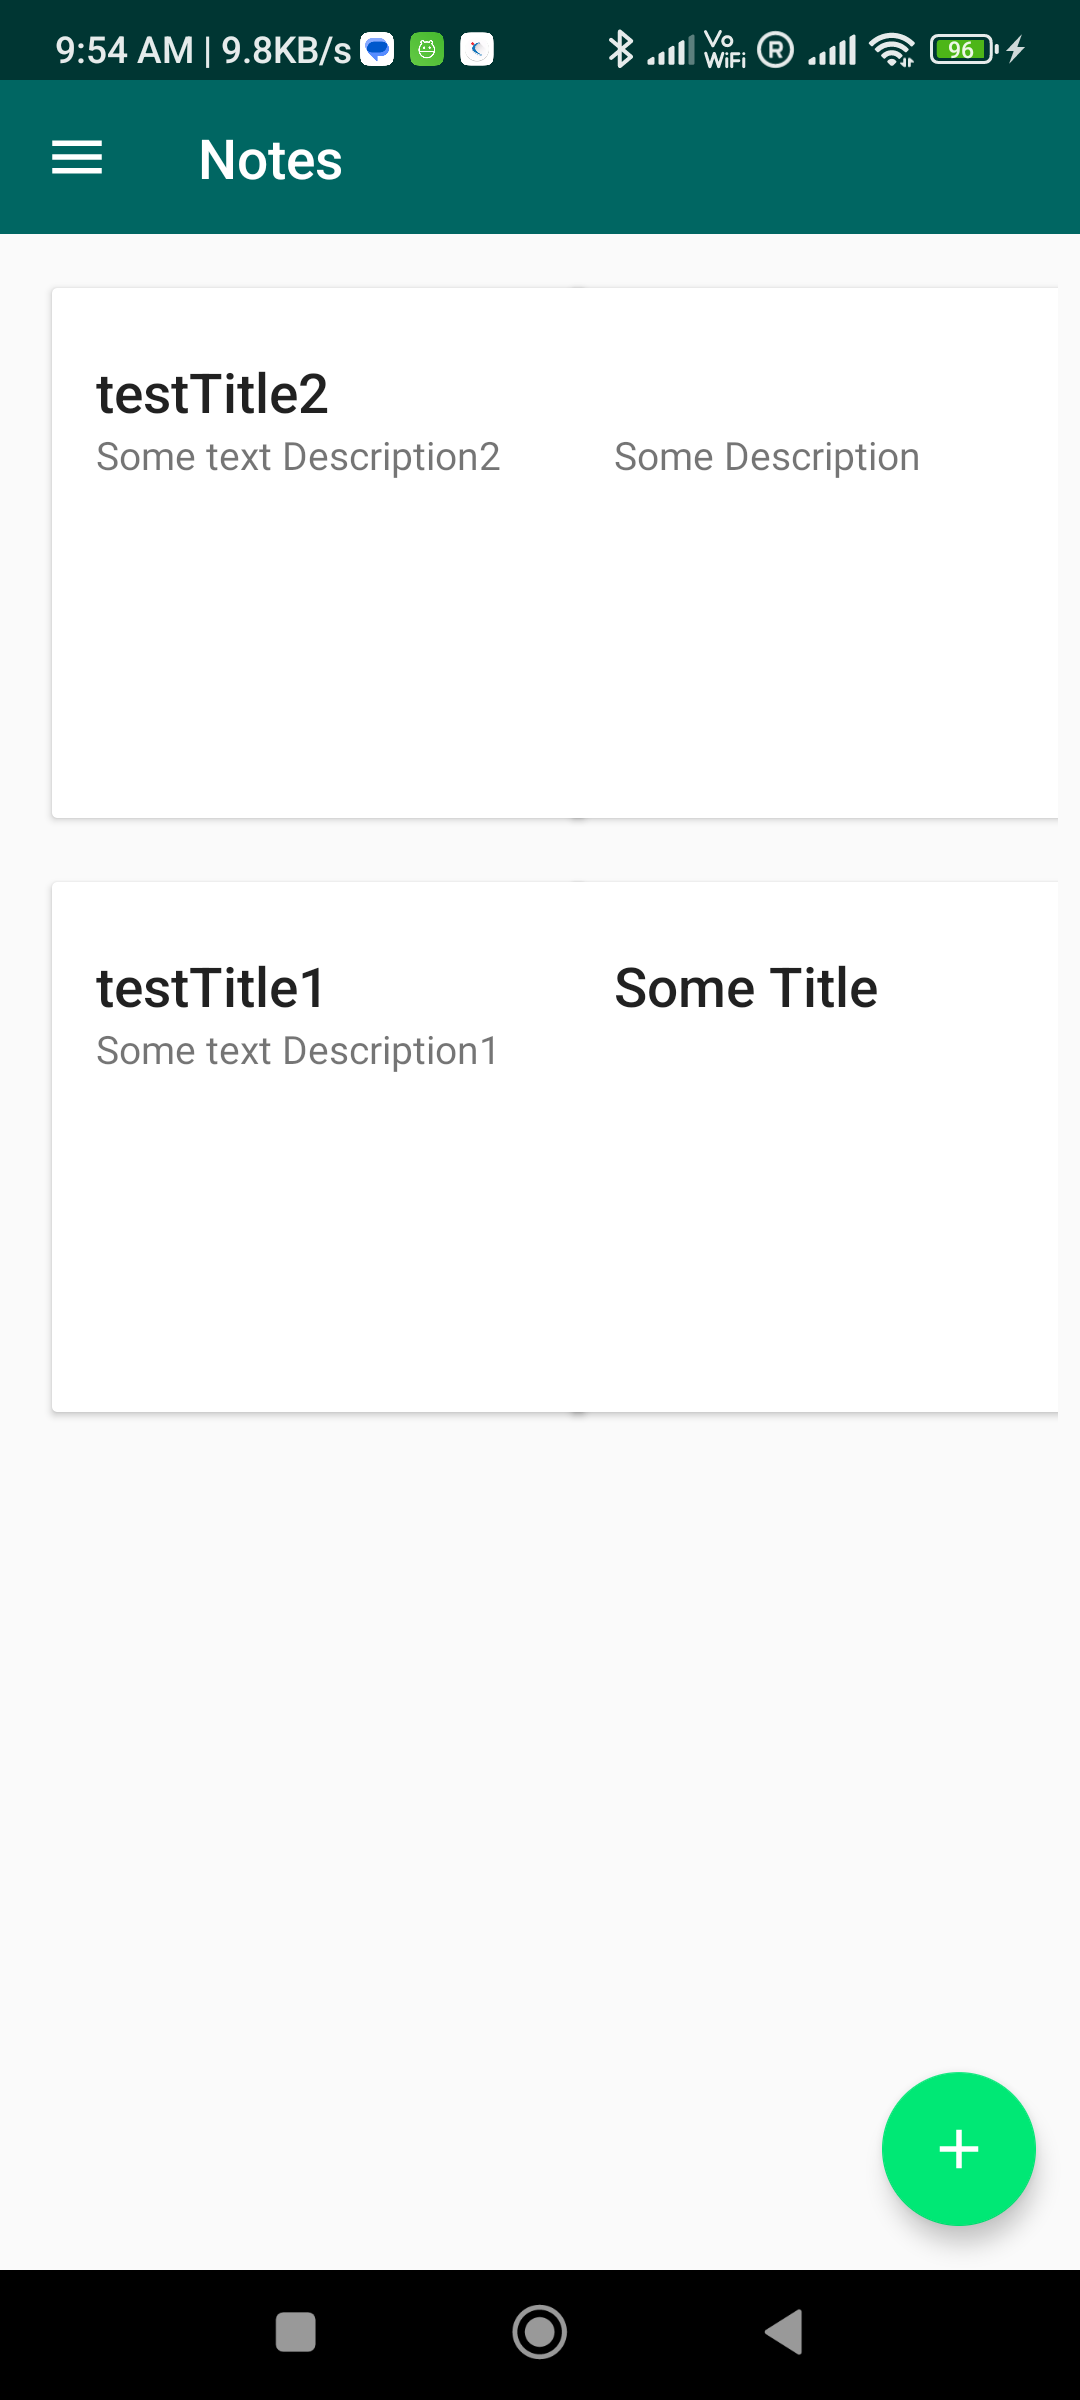 9:54 AM | 9.8KB/s Vo WiFi R 96
Notes
testTitle2
Some text Description2
Some Description
testTitle1
Some text Description1
Some Title